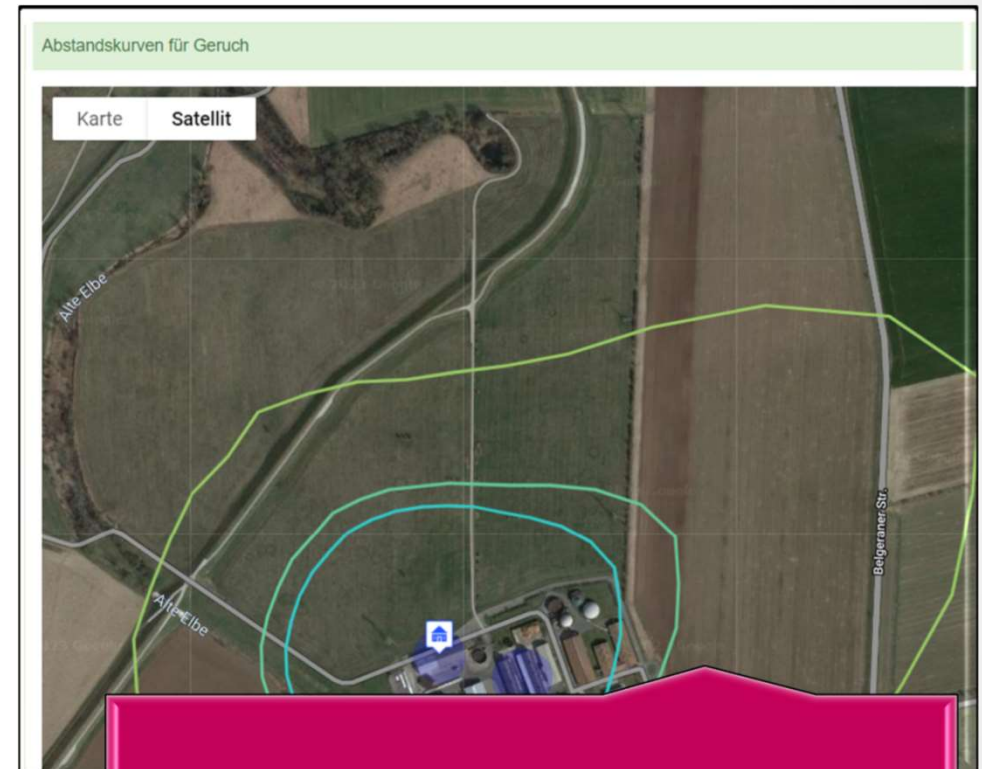 Abstandskurven für Geruch
Karte
Satellit
Alte Elbe
Belgeraner Str.
Alte Elbe